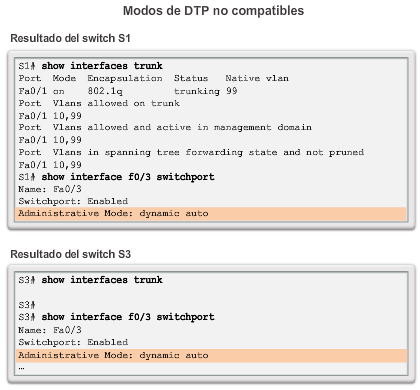 Modos de DTP no compatibles
Resultado del switch S1
S1# show interfaces trunk
Port Mode Encapsulation Status Native vlan
Fa0/1 on 802.1q trunking 99
Port Vlans allowed on trunk
Fa0/1 10,99
Port Vlans allowed and active in management domain
Fa0/1 10,99
Port Vlans in spanning tree forwarding state and not pruned
Fa0/1 10,99
S1# show interface f0/3 switchport
Name: Fa0/3
Switchport: Enabled
Administrative Mode: dynamic auto
Resultado del switch S3
S3# show interfaces trunk
S3#
S3# show interface f0/3 switchport
Name: Fa0/3
Switchport: Enabled
Administrative Mode: dynamic auto
…